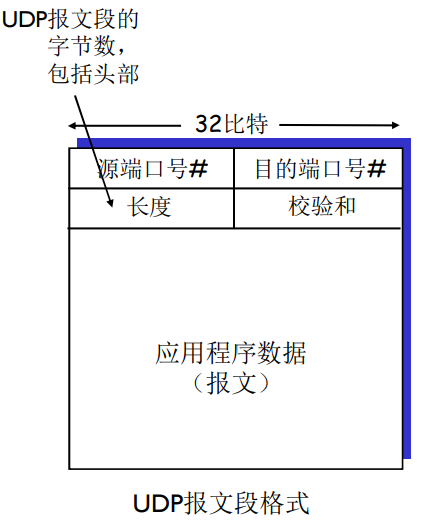 UDP报文段的
字节数，
包括头部
32比特
源端口号#
目的端口号#
长度
校验和
应用程序数据
（报文）
UDP报文段格式